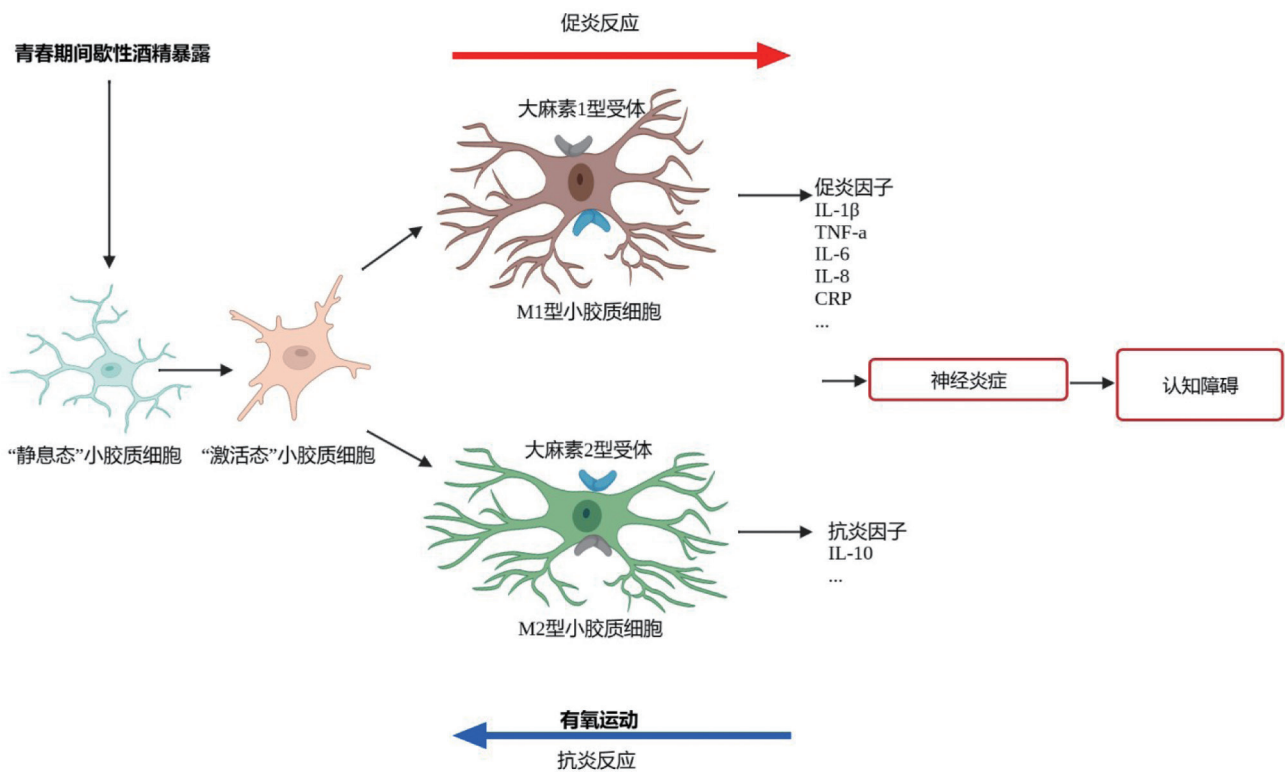 促炎反应
青春期间歇性酒精暴露
大麻素1型受体
促炎因子
IL-1β
TNF-a
IL-6
IL-8
CRP
...
M1型小胶质细胞
神经炎症
认知障碍
“静息态”小胶质细胞
“激活态”小胶质细胞
大麻素2型受体
抗炎因子
IL-10
...
M2型小胶质细胞
有氧运动
抗炎反应